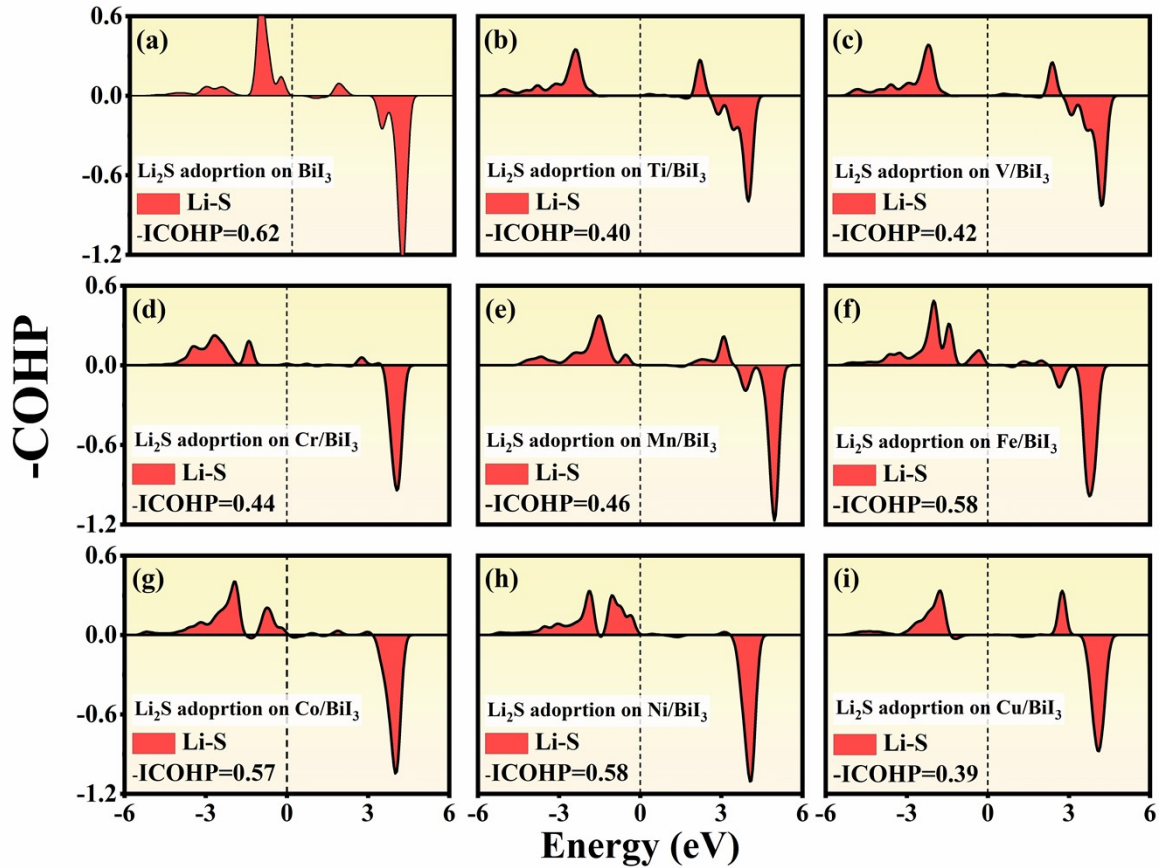 -COHP
0.6
0.0
-0.6
-1.2
(a)
Li₂S adoprtion on BiI₃
Li-S
-ICOHP=0.62
(b)
Li₂S adoprtion on Ti/BiI₃
Li-S
-ICOHP=0.40
(c)
Li₂S adoprtion on V/BiI₃
Li-S
-ICOHP=0.42
0.6
0.0
-0.6
-1.2
(d)
Li₂S adoprtion on Cr/BiI₃
Li-S
-ICOHP=0.44
(e)
Li₂S adoprtion on Mn/BiI₃
Li-S
-ICOHP=0.46
(f)
Li₂S adoprtion on Fe/BiI₃
Li-S
-ICOHP=0.58
0.6
0.0
-0.6
-1.2
(g)
Li₂S adoprtion on Co/BiI₃
Li-S
-ICOHP=0.57
(h)
Li₂S adoprtion on Ni/BiI₃
Li-S
-ICOHP=0.58
(i)
Li₂S adoprtion on Cu/BiI₃
Li-S
-ICOHP=0.39
-6 -3 0 3 6 -6 -3 0 3 6 -6 -3 0 3 6
Energy (eV)